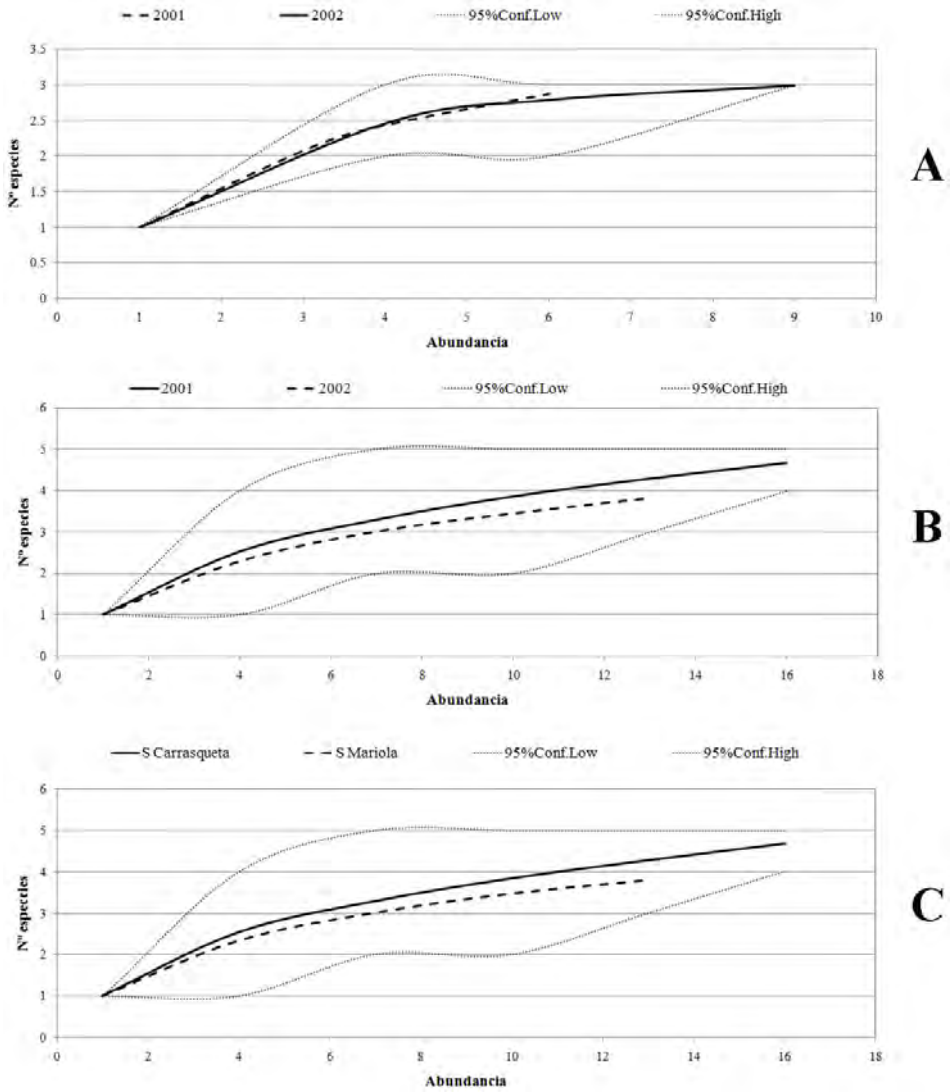 2001 2002 95%Conf.Low 95%Conf.High
3.5
3
2.5
2
1.5
1
0.5
0
Nº especies
0 1 2 3 4 5 6 7 8 9 10
Abundancia
A
2001 2002 95%Conf.Low 95%Conf.High
6
5
4
3
2
1
0
Nº especies
0 2 4 6 8 10 12 14 16 18
Abundancia
B
S Carrasqueta S Mariola 95%Conf.Low 95%Conf.High
6
5
4
3
2
1
0
Nº especries
0 2 4 6 8 10 12 14 16 18
Abundancia
C